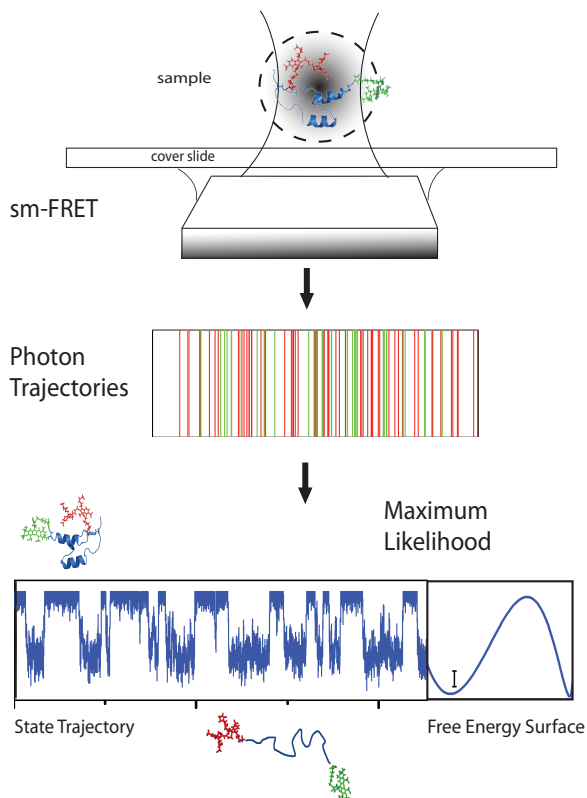 sample
cover slide
sm-FRET
Photon
Trajectories
Maximum
Likelihood
State Trajectory
Free Energy Surface